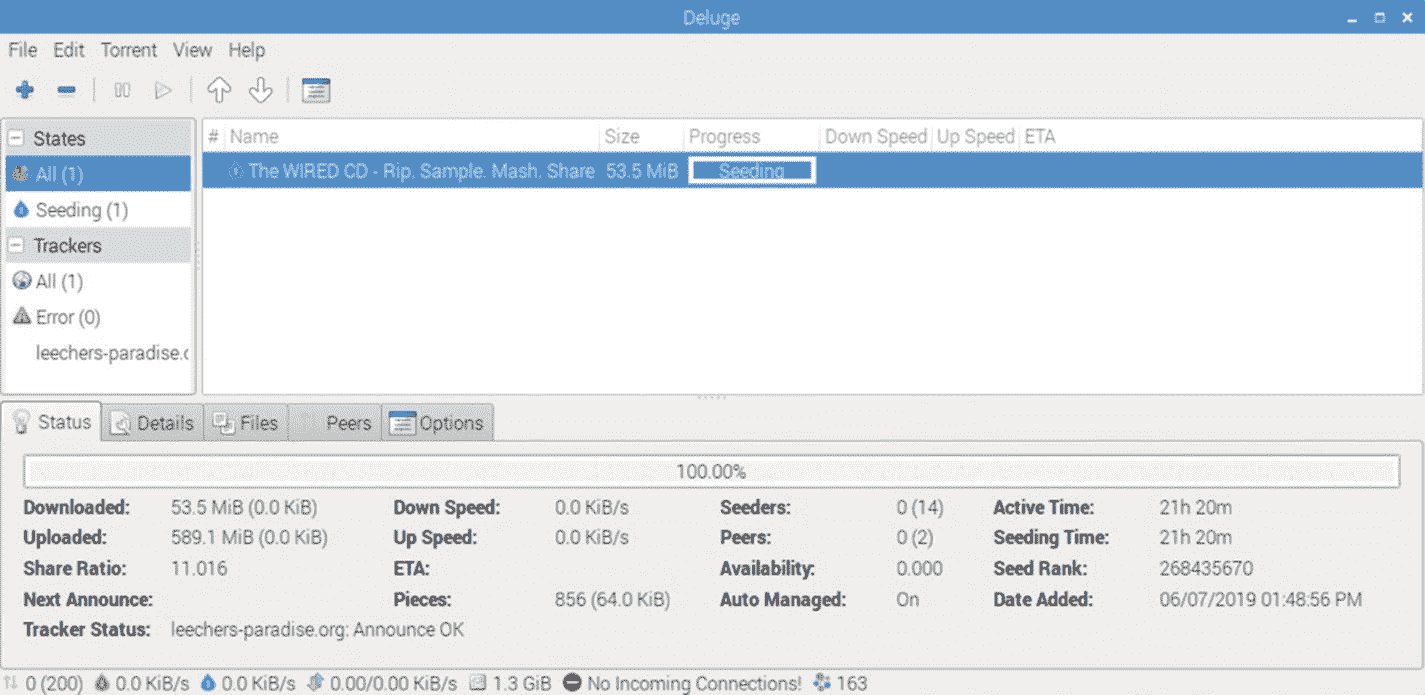 Deluge
File Edit Torrent View Help
States
All (1)
Seeding (1)
Trackers
All (1)
Error (0)
leechers-paradise.
# Name Size Progress Down Speed Up Speed ETA
The WIRED CD - Rip. Sample. Mash. Share 53.5 MiB Seeding
Status Details Files Peers Options
100.00%
Downloaded: 53.5 MiB (0.0 KiB) Down Speed: 0.0 KiB/s Seeders: 0 (14) Active Time: 21h 20m
Uploaded: 589.1 MiB (0.0 KiB) Up Speed: 0.0 KiB/s Peers: 0 (2) Seeding Time: 21h 20m
Share Ratio: 11.016 ETA: Availability: 0.000 Seed Rank: 268435670
Next Announce: Pieces: 856 (64.0 KiB) Auto Managed: On Date Added: 06/07/2019 01:48:56 PM
Tracker Status: leechers-paradise.org: Announce OK
0 (200) 0.0 KiB/s 0.0 KiB/s 0.00/0.00 KiB/s 1.3 GiB No Incoming Connections! 163